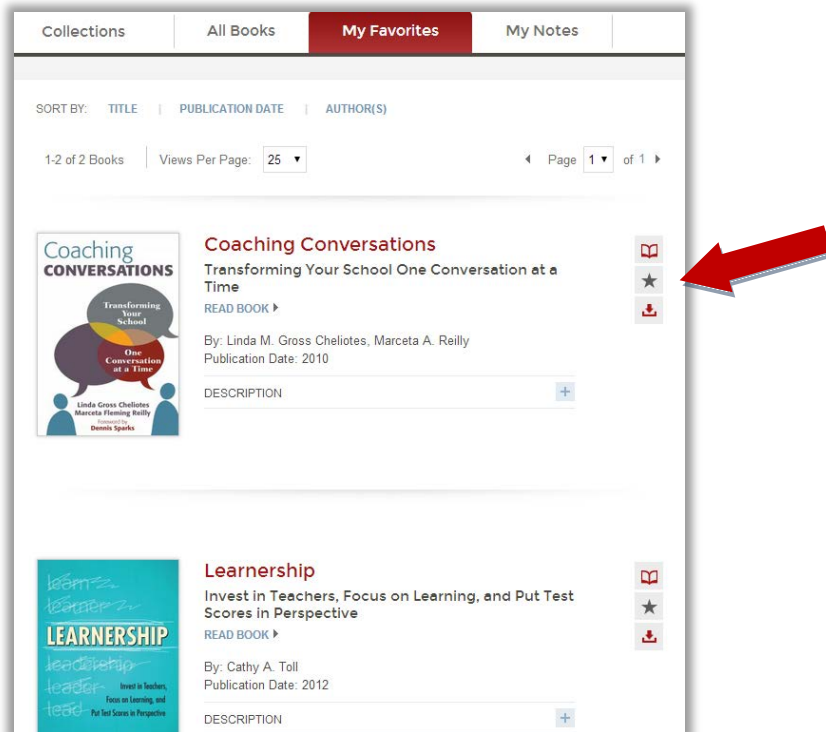 Collections All Books My Favorites My Notes
SORT BY: TITLE | PUBLICATION DATE | AUTHOR(S)
1-2 of 2 Books Views Per Page: 25 Page 1 of 1
Coaching
CONVERSATIONS
Transforming
Your
School
One
Conversation
at a Time
Linda Gross Cheliotes
Marceta Fleming Reilly
Foreword by
Dennis Sparks
Coaching Conversations
Transforming Your School One Conversation at a
Time
READ BOOK
By: Linda M. Gross Cheliotes, Marceta A. Reilly
Publication Date: 2010
DESCRIPTION +
learn
learner
LEARNERSHIP
leadership
leader
lead
Invest in Teachers,
Focus on Learning, and
Put Test Scores in Perspective
Learnership
Invest in Teachers, Focus on Learning, and Put Test
Scores in Perspective
READ BOOK
By: Cathy A. Toll
Publication Date: 2012
DESCRIPTION +